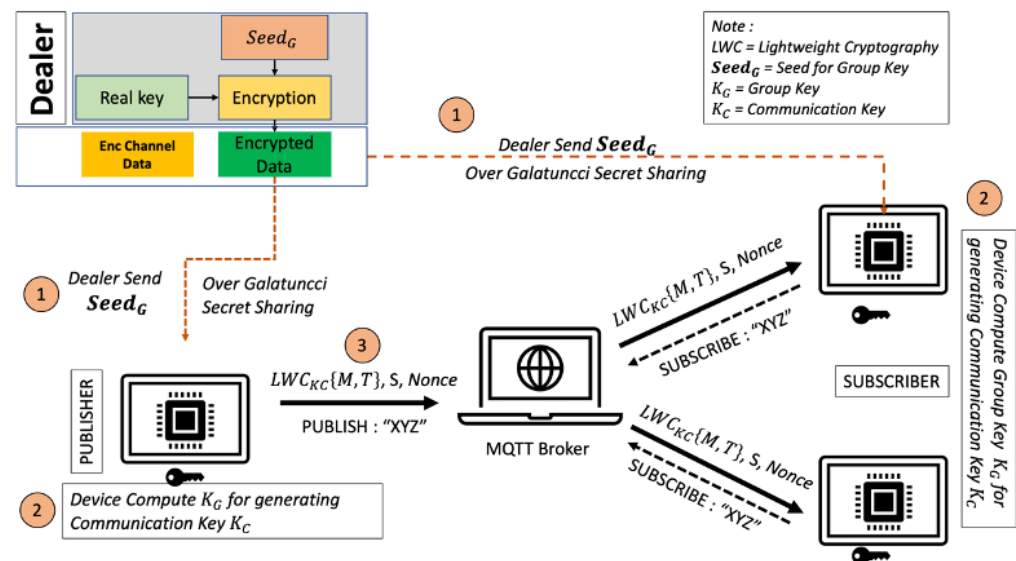 Dealer
Seed_G
Real key
Encryption
Enc Channel
Data
Encrypted
Data
Note :
LWC = Lightweight Cryptography
Seed_G = Seed for Group Key
K_G = Group Key
K_C = Communication Key
1
Dealer Send Seed_G
Over Galatuncci Secret Sharing
2
Device Compute Group Key K_G for
generating Communication Key K_C
1
Dealer Send
Seed_G
Over Galatuncci
Secret Sharing
3
LWC_KC{M, T}, S, Nonce
PUBLISH : “XYZ”
PUBLISHER
MQTT Broker
LWC_KC{M, T}, S, Nonce
SUBSCRIBE : “XYZ”
SUBSCRIBER
LWC_KC{M, T}, S, Nonce
SUBSCRIBE : “XYZ”
2
Device Compute K_G for generating
Communication Key K_C